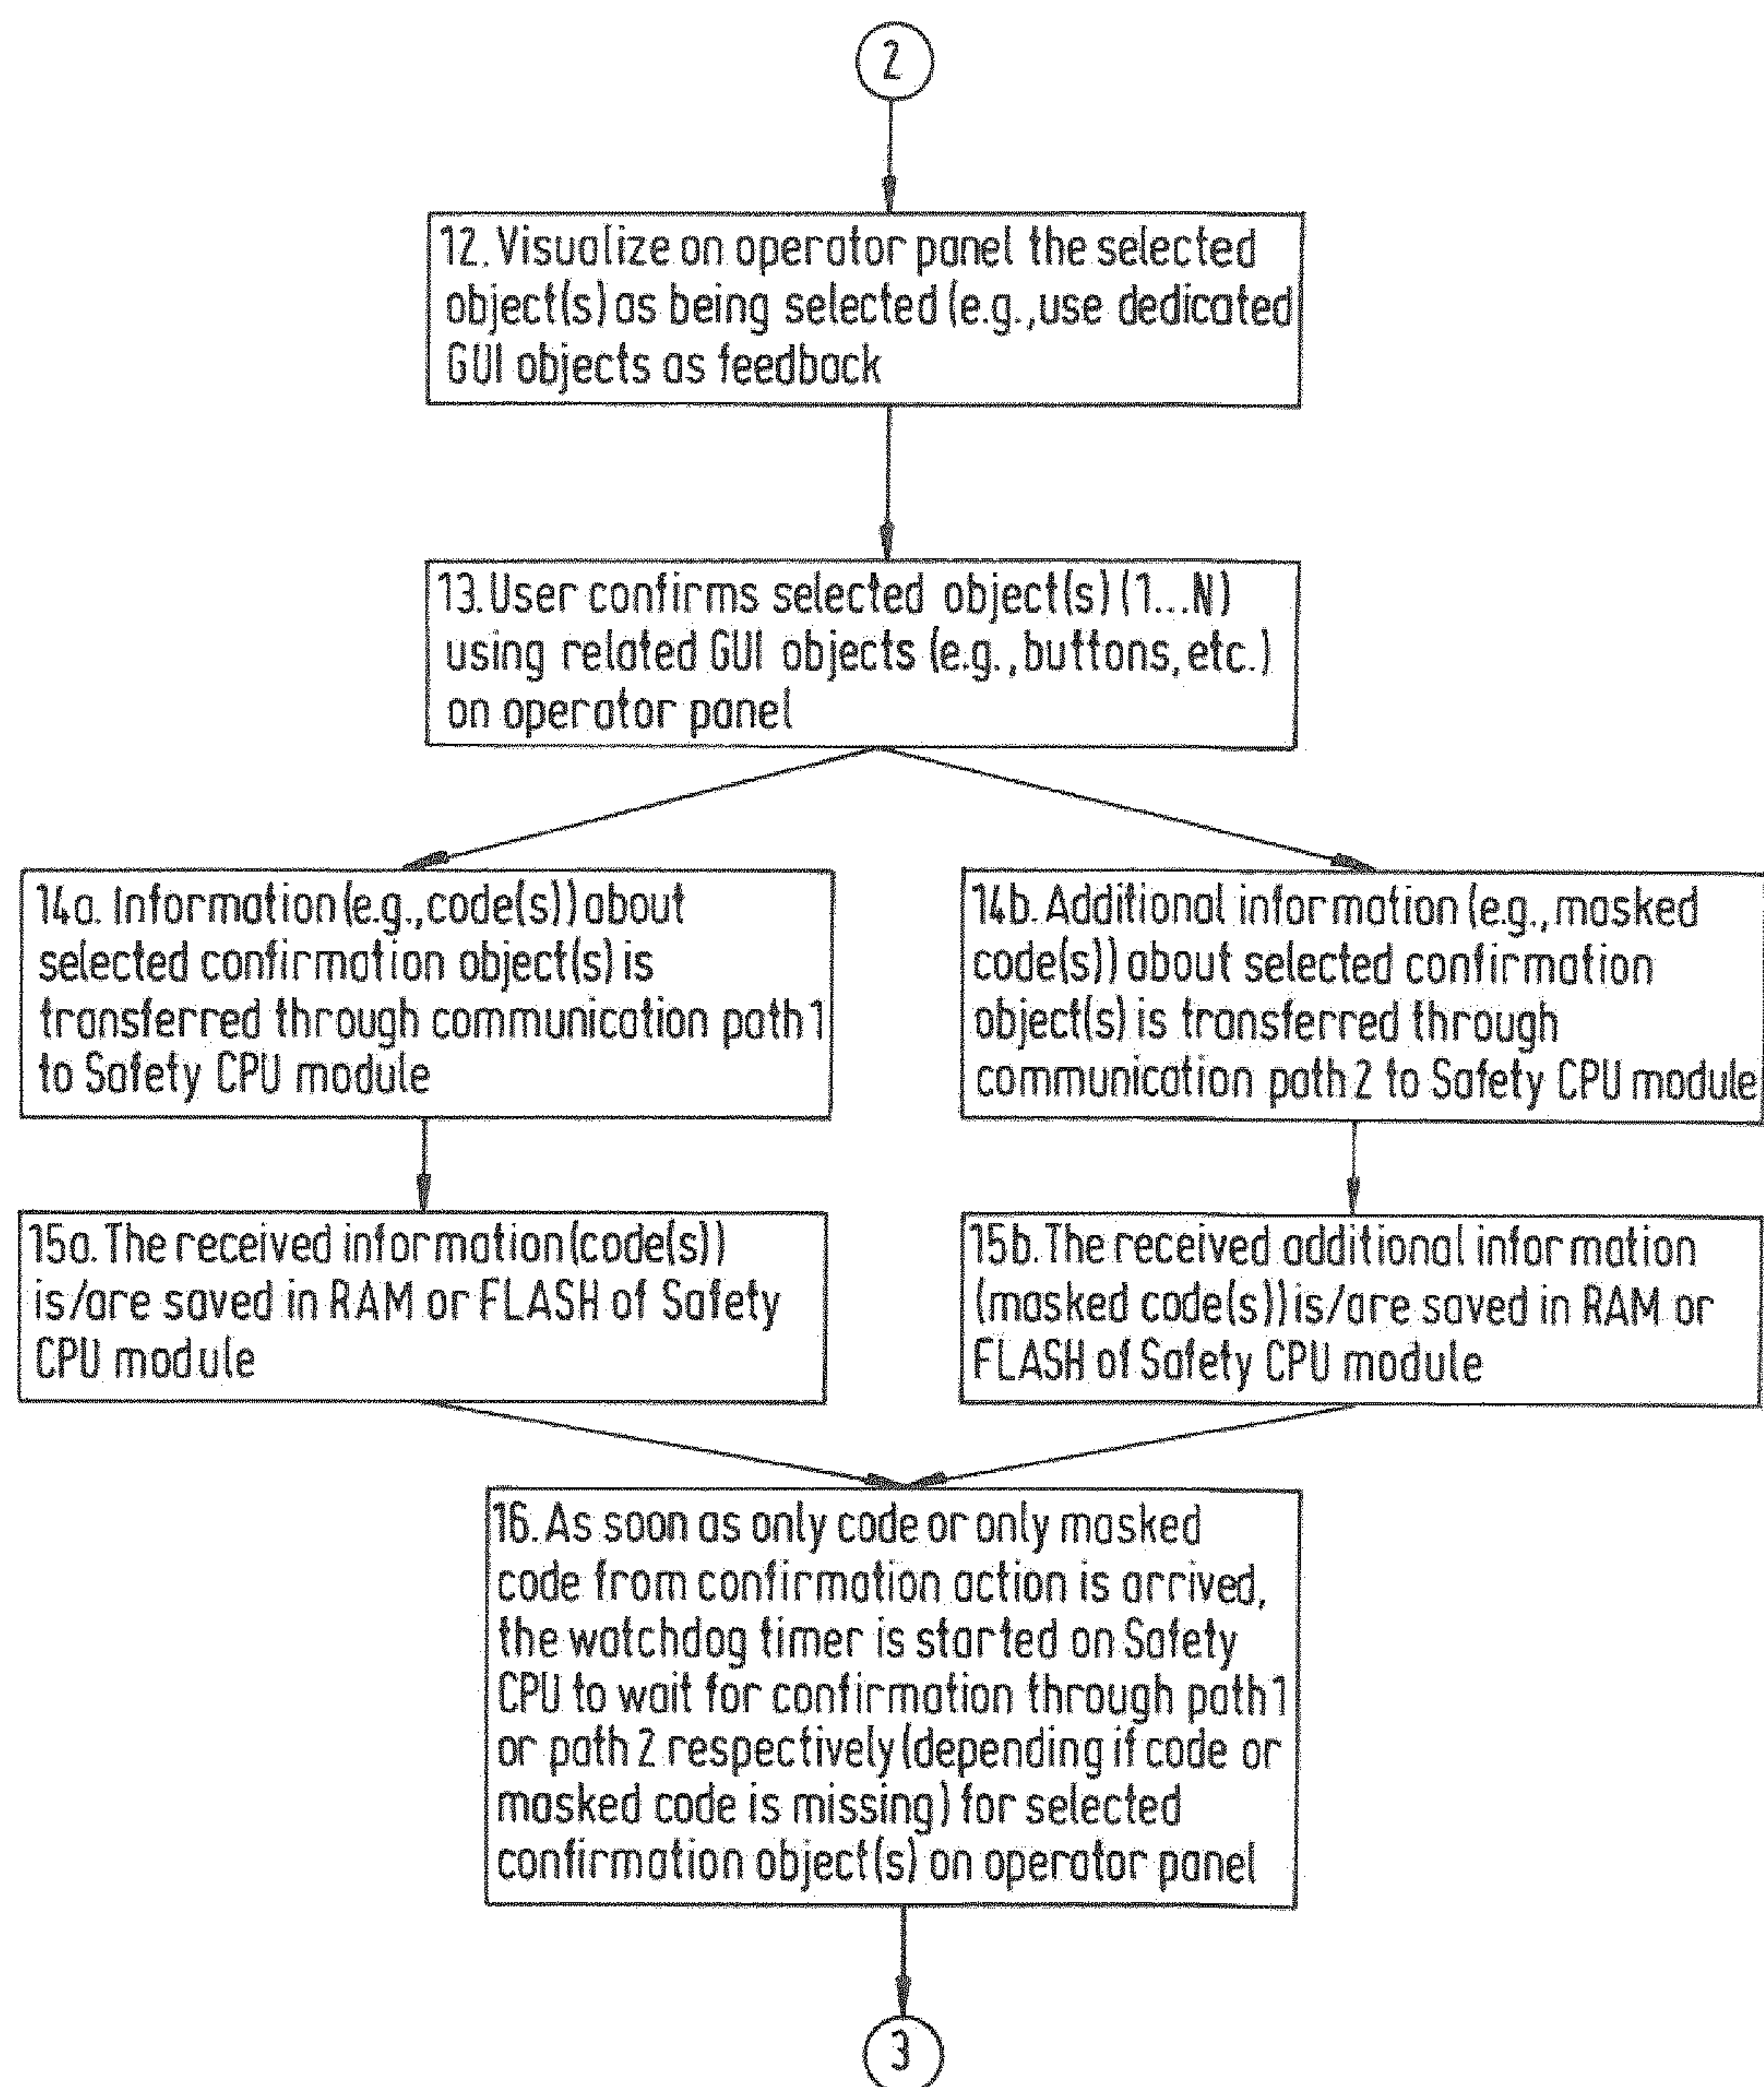 2
12. Visualize on operator panel the selected
object(s) as being selected (e.g., use dedicated
GUI objects as feedback
13. User confirms selected object(s) (1...N)
using related GUI objects (e.g., buttons, etc.)
on operator panel
14a. Information (e.g., code(s)) about
selected confirmation object(s) is
transferred through communication path 1
to Safety CPU module
14b. Additional information (e.g., masked
code(s)) about selected confirmation
object(s) is transferred through
communication path 2 to Safety CPU module
15a. The received information (code(s))
is/are saved in RAM or FLASH of Safety
CPU module
15b. The received additional information
(masked code(s)) is/are saved in RAM or
FLASH of Safety CPU module
16. As soon as only code or only masked
code from confirmation action is arrived,
the watchdog timer is started on Safety
CPU to wait for confirmation through path 1
or path 2 respectively (depending if code or
masked code is missing) for selected
confirmation object(s) on operator panel
3